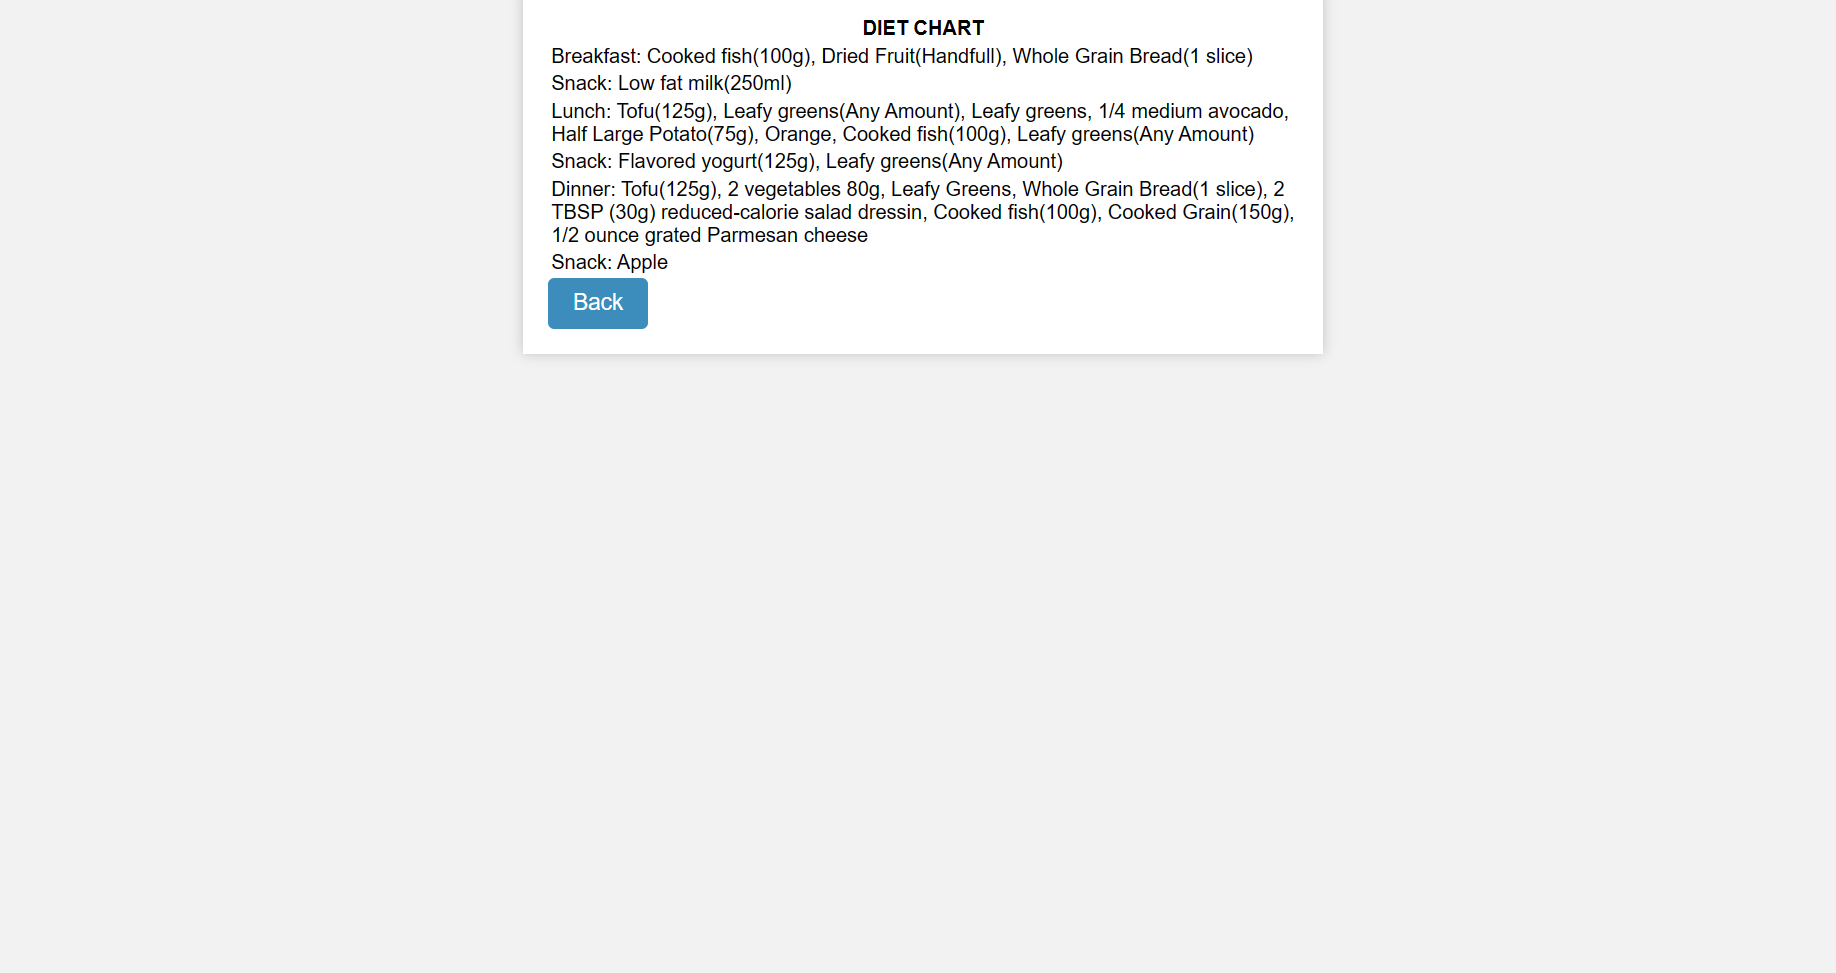 DIET CHART
Breakfast: Cooked fish(100g), Dried Fruit(Handfull), Whole Grain Bread(1 slice)
Snack: Low fat milk(250ml)
Lunch: Tofu(125g), Leafy greens(Any Amount), Leafy greens, 1/4 medium avocado,
Half Large Potato(75g), Orange, Cooked fish(100g), Leafy greens(Any Amount)
Snack: Flavored yogurt(125g), Leafy greens(Any Amount)
Dinner: Tofu(125g), 2 vegetables 80g, Leafy Greens, Whole Grain Bread(1 slice), 2
TBSP (30g) reduced-calorie salad dressin, Cooked fish(100g), Cooked Grain(150g),
1/2 ounce grated Parmesan cheese
Snack: Apple
Back